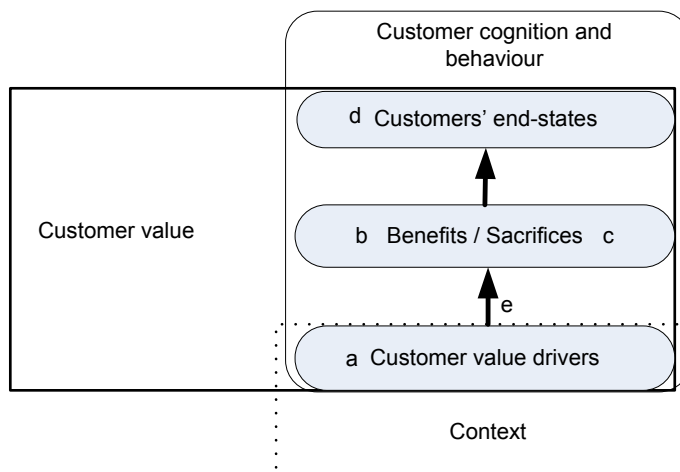 Customer cognition and
behaviour
d Customers' end-states
Customer value
b Benefits / Sacrifices c
e
a Customer value drivers
Context